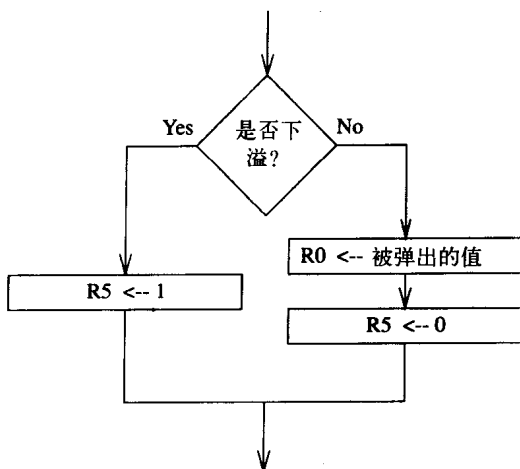 Yes
是否下
溢?
No
R0 <-- 被弹出的值
R5 <-- 1
R5 <-- 0